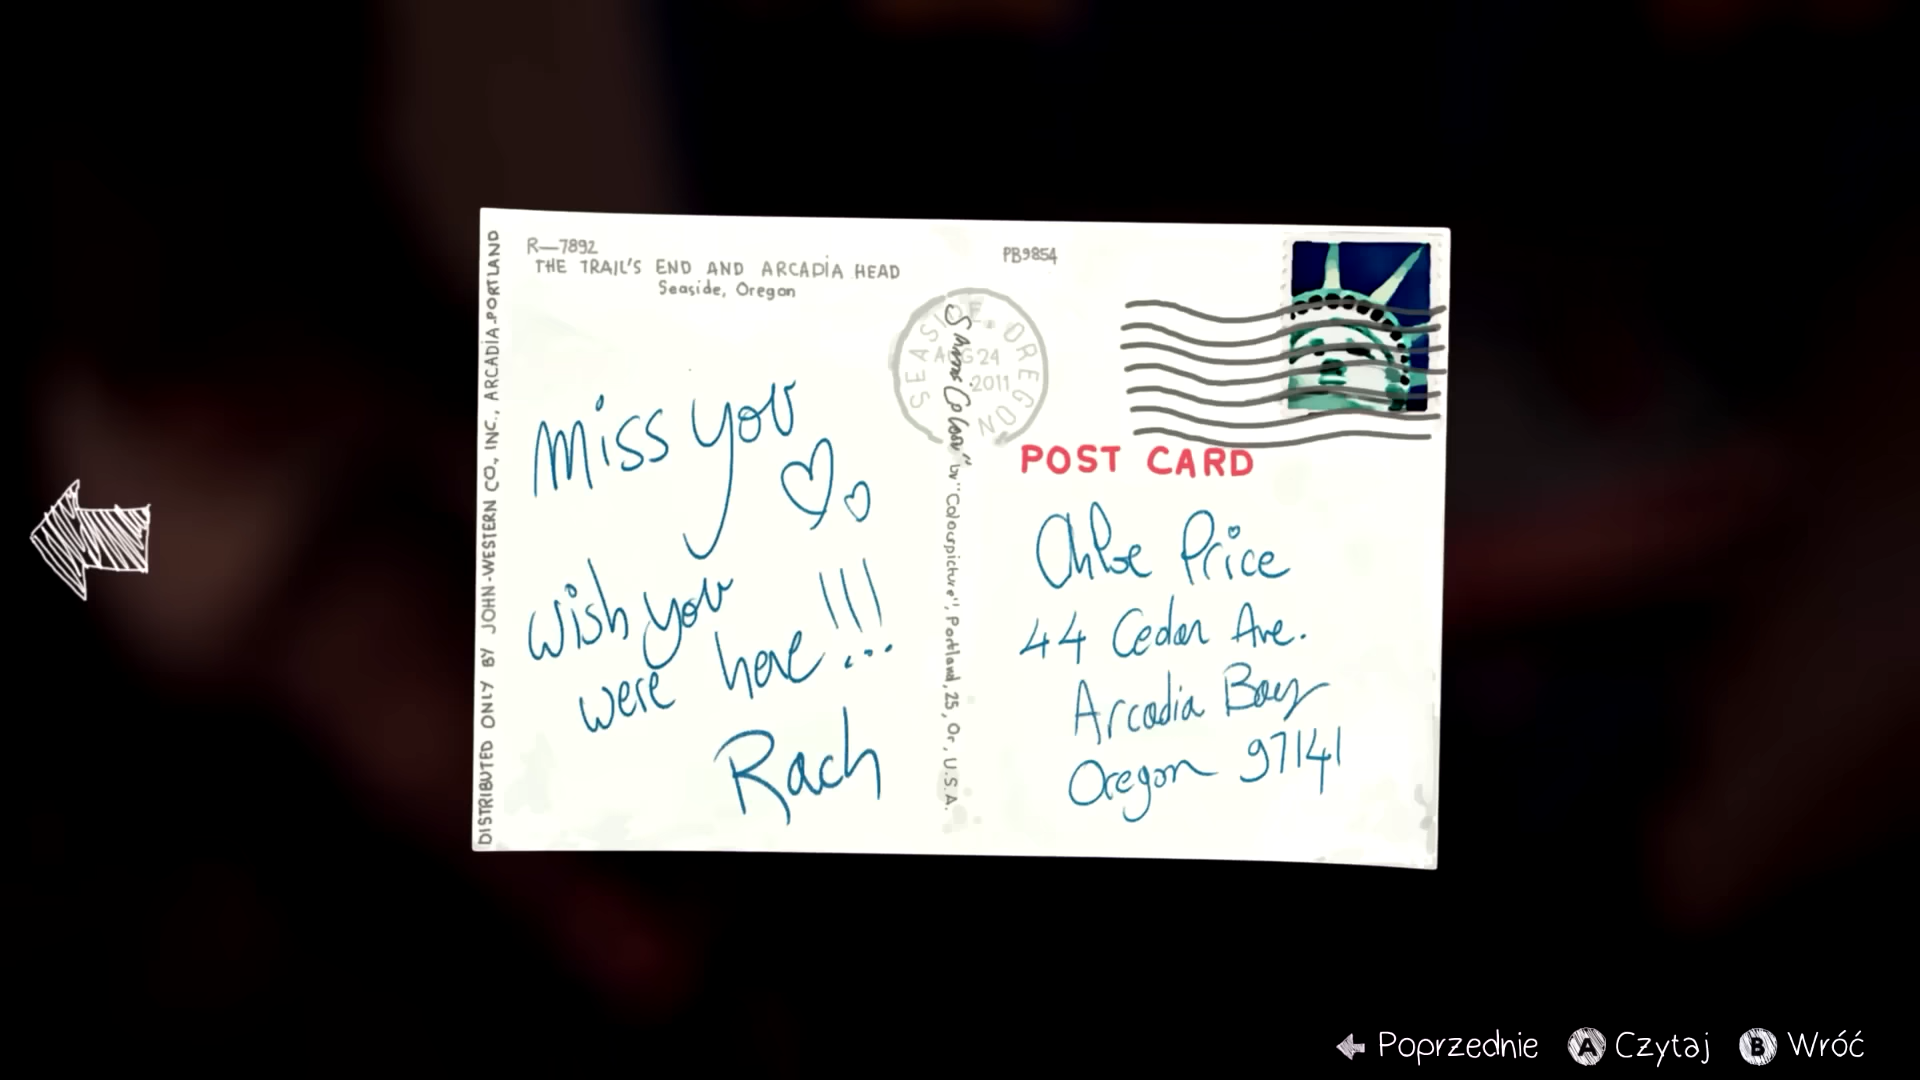 R—7892
THE TRAIL'S END AND ARCADIA HEAD
Seaside, Oregon
PB9854
DISTRIBUTED ONLY BY JOHN-WESTERN CO., INC., ARCADIA-PORTLAND
miss you
wish you
were here!!!
Rach
SEASIDE, OREGON
AUG 24
2011
by "Colourpicture", Portland, 25, Or, U.S.A.
POST CARD
Chloe Price
44 Cedar Ave.
Arcadia Bay
Oregon 97141
Poprzednie
A Czytaj
B Wróć